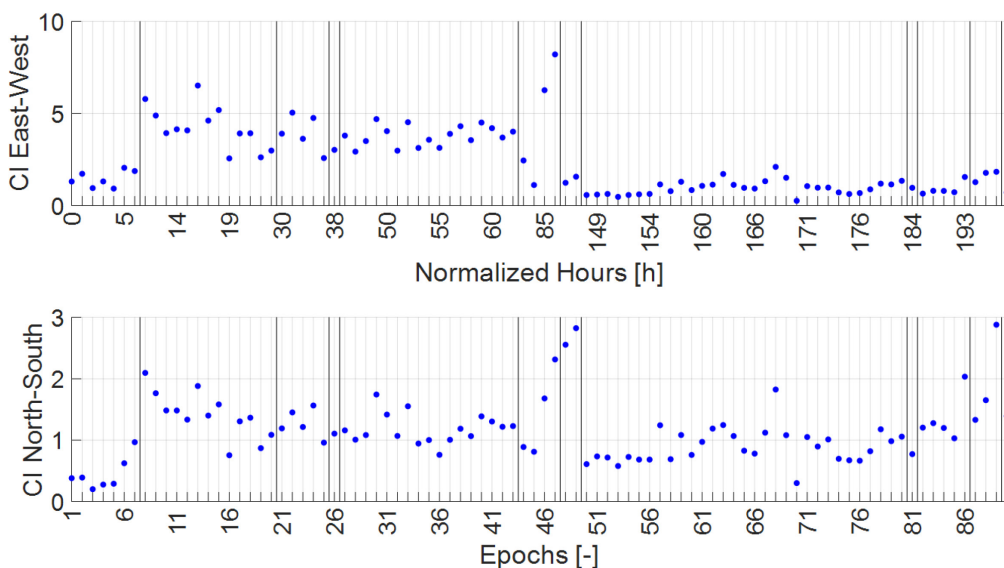 CI East-West
10
5
0
0 5 14 19 30 38 50 55 60 85 149 154 160 166 171 176 184 193
Normalized Hours [h]
CI North-South
3
2
1
0
1 6 11 16 21 26 31 36 41 46 51 56 61 66 71 76 81 86
Epochs [-]